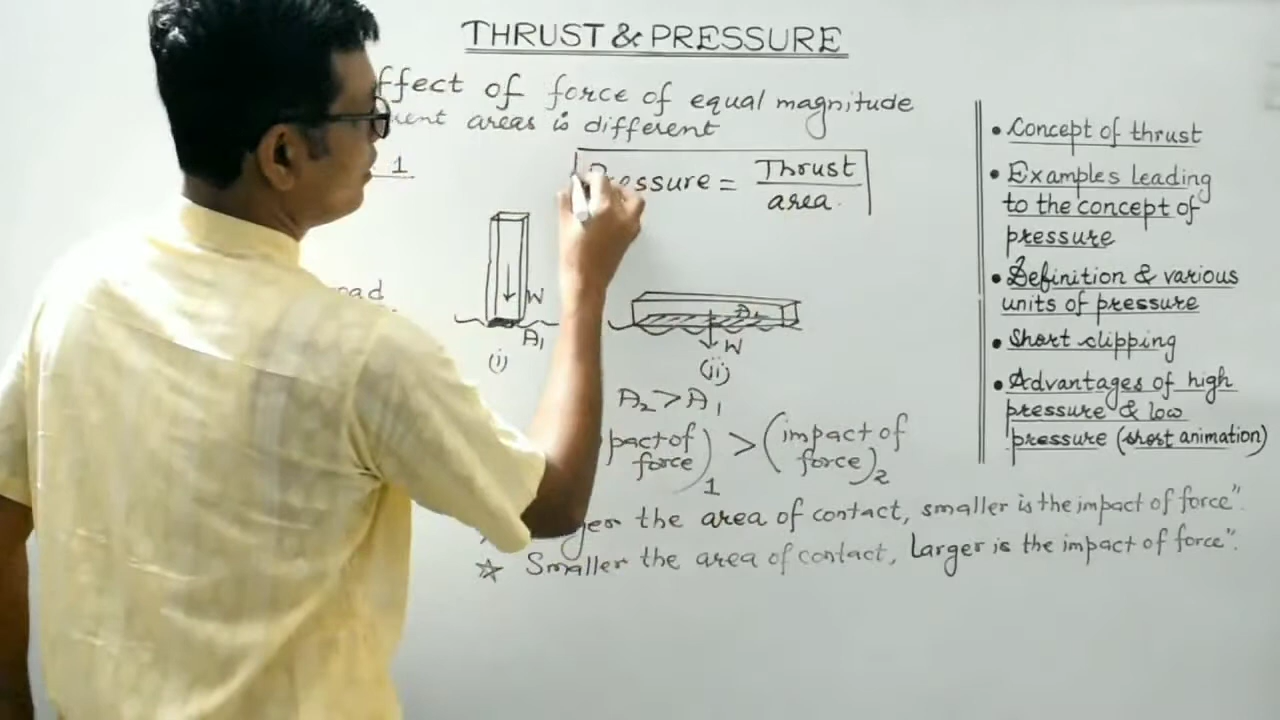 THRUST & PRESSURE
ffect of force of equal magnitude
areas is different
1
Pressure = Thrust
area.
oad
W
A1
(i)
A2
W
(ii)
A2 > A1
pact of force)1 > (impact of force)2
the area of contact, smaller is the impact of force".
☆ Smaller the area of contact, Larger is the impact of force".
• Concept of thrust
• Examples leading
to the concept of
pressure
• Definition & various
units of pressure
• Short clipping
• Advantages of high
pressure & low
pressure (short animation)